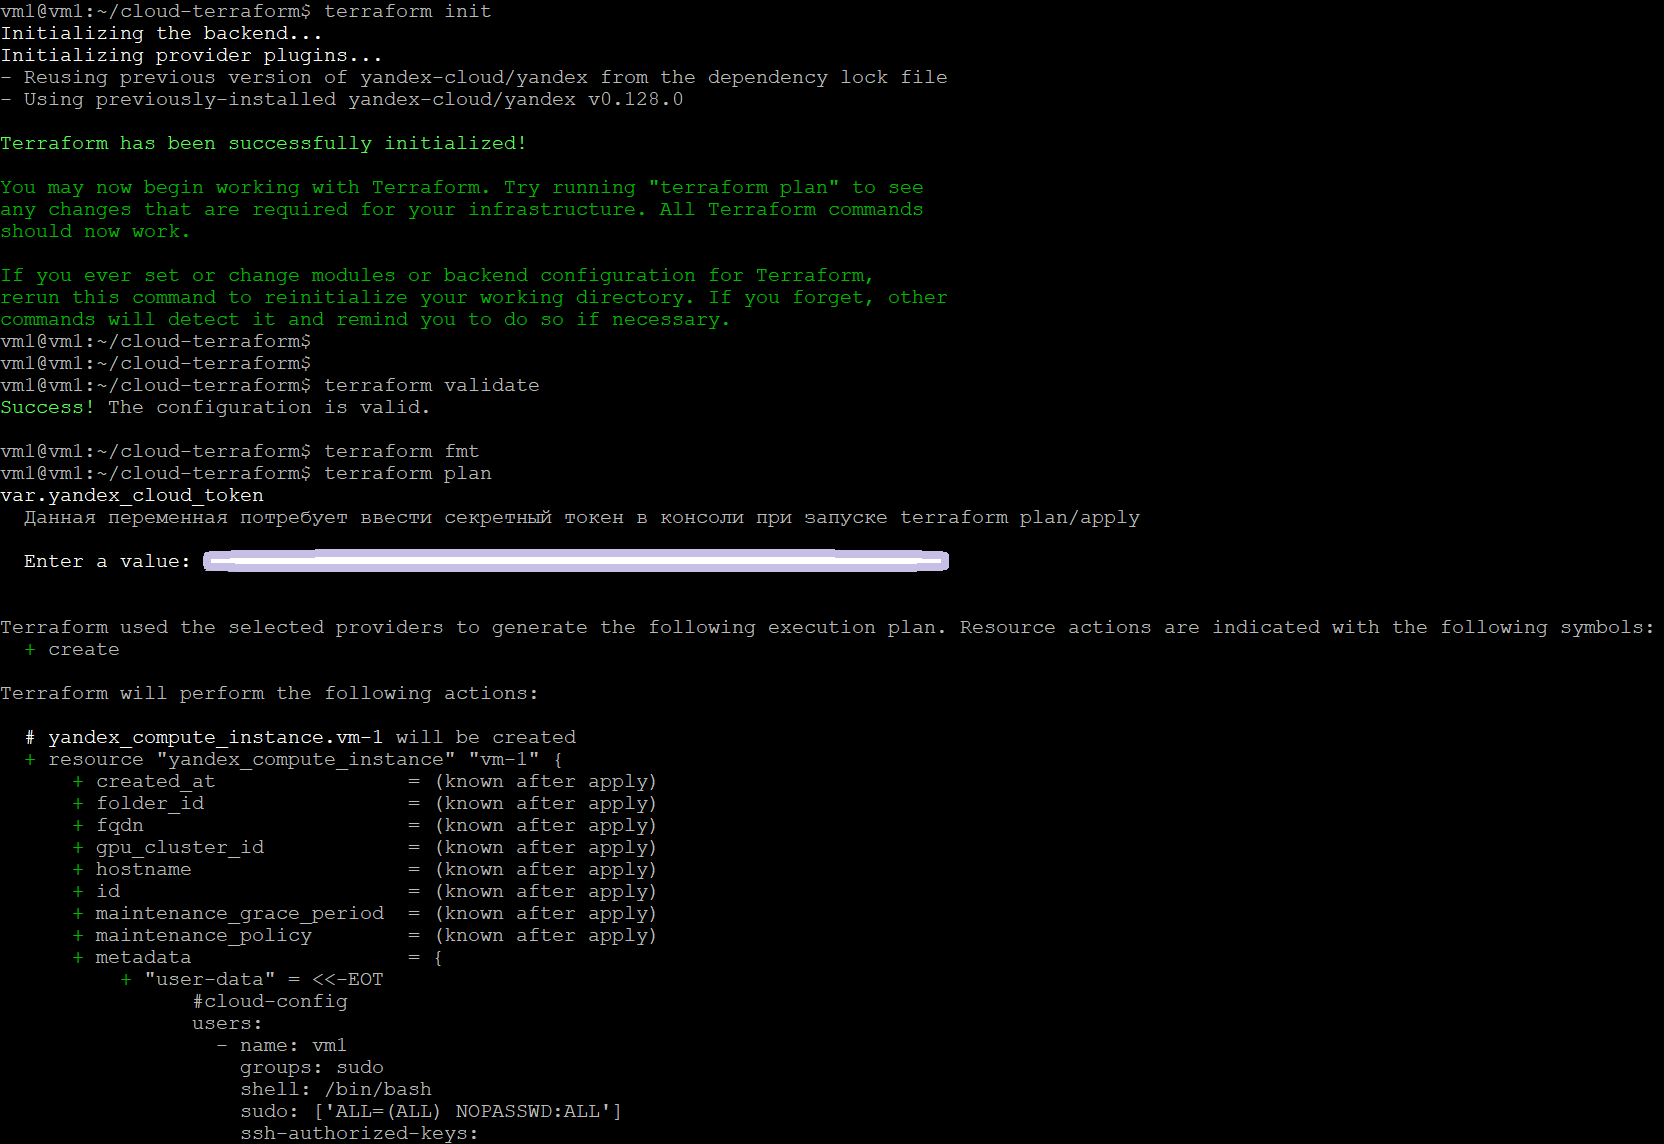 vm1@vm1:~/cloud-terraform$ terraform init
Initializing the backend...
Initializing provider plugins...
- Reusing previous version of yandex-cloud/yandex from the dependency lock file
- Using previously-installed yandex-cloud/yandex v0.128.0
Terraform has been successfully initialized!
You may now begin working with Terraform. Try running "terraform plan" to see
any changes that are required for your infrastructure. All Terraform commands
should now work.
If you ever set or change modules or backend configuration for Terraform,
rerun this command to reinitialize your working directory. If you forget, other
commands will detect it and remind you to do so if necessary.
vm1@vm1:~/cloud-terraform$
vm1@vm1:~/cloud-terraform$
vm1@vm1:~/cloud-terraform$ terraform validate
Success! The configuration is valid.
vm1@vm1:~/cloud-terraform$ terraform fmt
vm1@vm1:~/cloud-terraform$ terraform plan
var.yandex_cloud_token
Данная переменная потребует ввести секретный токен в консоли при запуске terraform plan/apply
Enter a value:
Terraform used the selected providers to generate the following execution plan. Resource actions are indicated with the following symbols:
+ create
Terraform will perform the following actions:
# yandex_compute_instance.vm-1 will be created
+ resource "yandex_compute_instance" "vm-1" {
+ created_at = (known after apply)
+ folder_id = (known after apply)
+ fqdn = (known after apply)
+ gpu_cluster_id = (known after apply)
+ hostname = (known after apply)
+ id = (known after apply)
+ maintenance_grace_period = (known after apply)
+ maintenance_policy = (known after apply)
+ metadata = {
+ "user-data" = <<-EOT
#cloud-config
users:
- name: vm1
groups: sudo
shell: /bin/bash
sudo: ['ALL=(ALL) NOPASSWD:ALL']
ssh-authorized-keys: